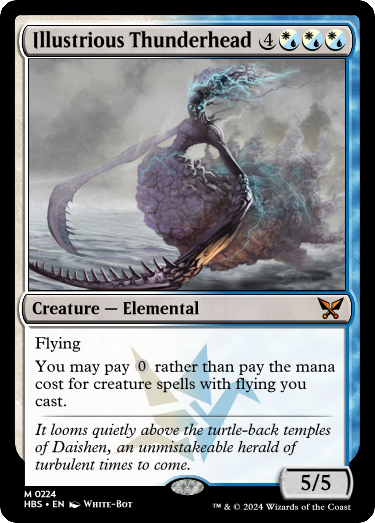 Illustrious Thunderhead 4
Creature — Elemental
Flying
You may pay 0 rather than pay the mana
cost for creature spells with flying you
cast.
It looms quietly above the turtle-back temples
of Daishen, an unmistakeable herald of
turbulent times to come.
5/5
M 0224
HBS • EN White-Bot
™ & © 2024 Wizards of the Coast